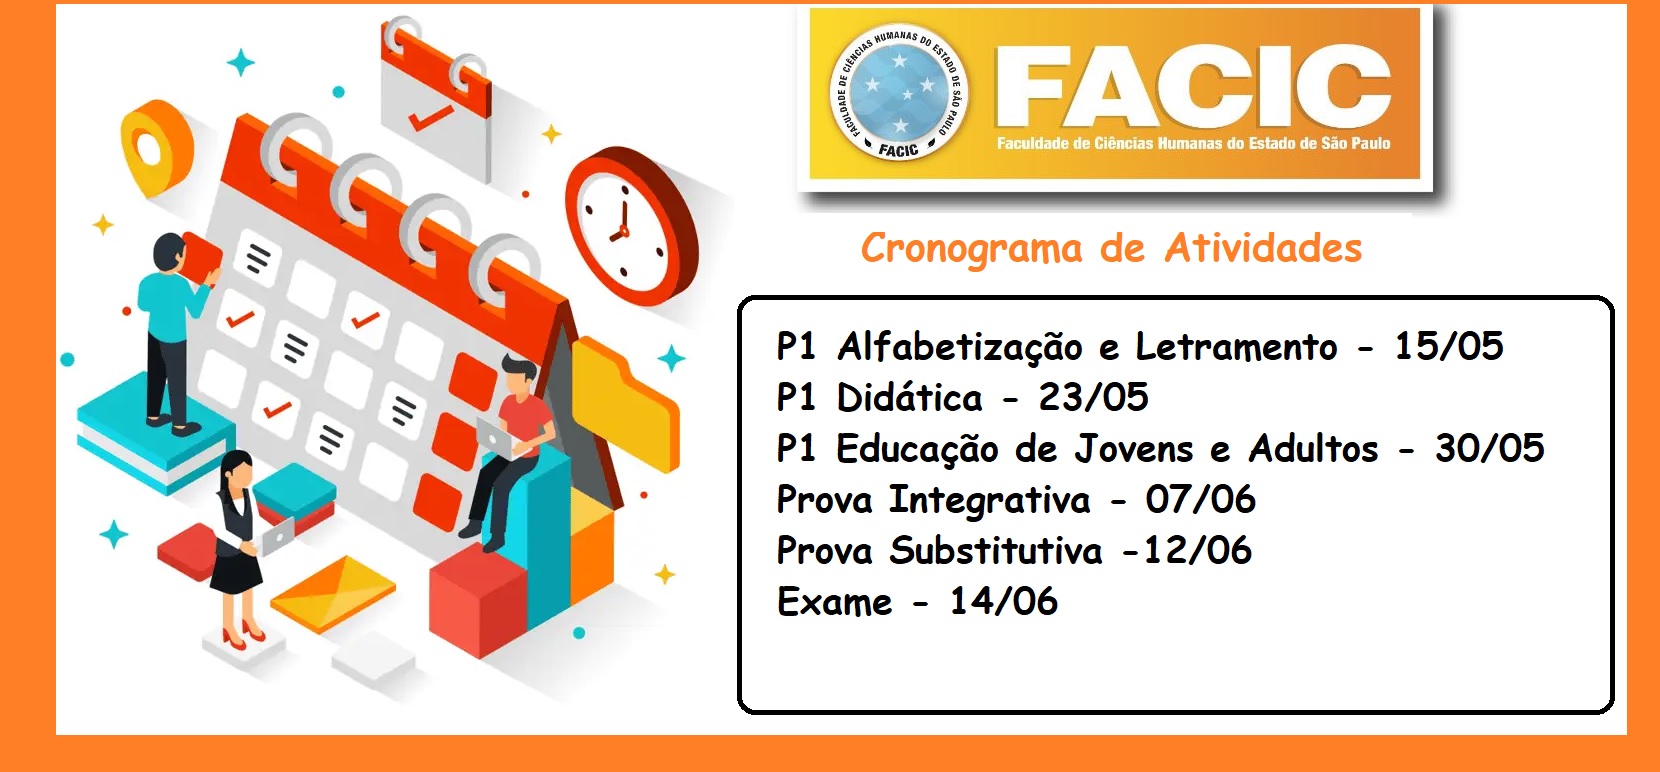 FACULDADE DE CIÊNCIAS HUMANAS DO ESTADO DE SÃO PAULO
FACIC
FACIC
Faculdade de Ciências Humanas do Estado de São Paulo
Cronograma de Atividades
P1 Alfabetização e Letramento - 15/05
P1 Didática - 23/05
P1 Educação de Jovens e Adultos - 30/05
Prova Integrativa - 07/06
Prova Substitutiva -12/06
Exame - 14/06